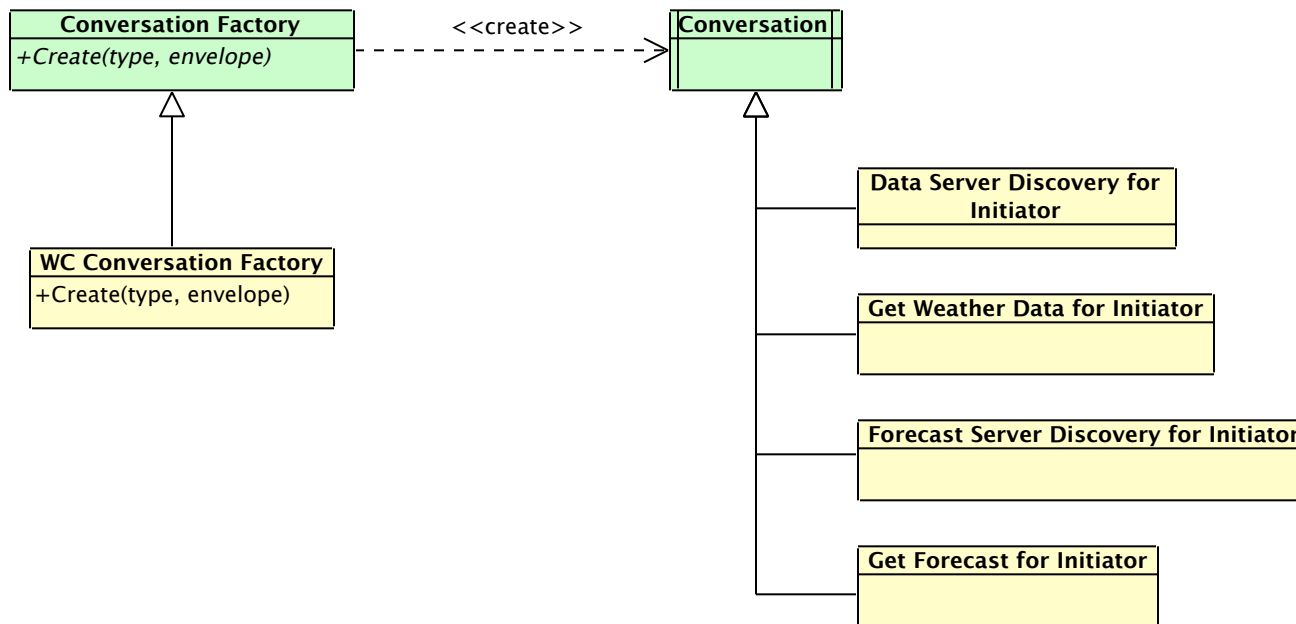 Conversation Factory
+Create(type, envelope)
<<create>>
Conversation
Data Server Discovery for
Initiator
WC Conversation Factory
+Create(type, envelope)
Get Weather Data for Initiator
Forecast Server Discovery for Initiator
Get Forecast for Initiator